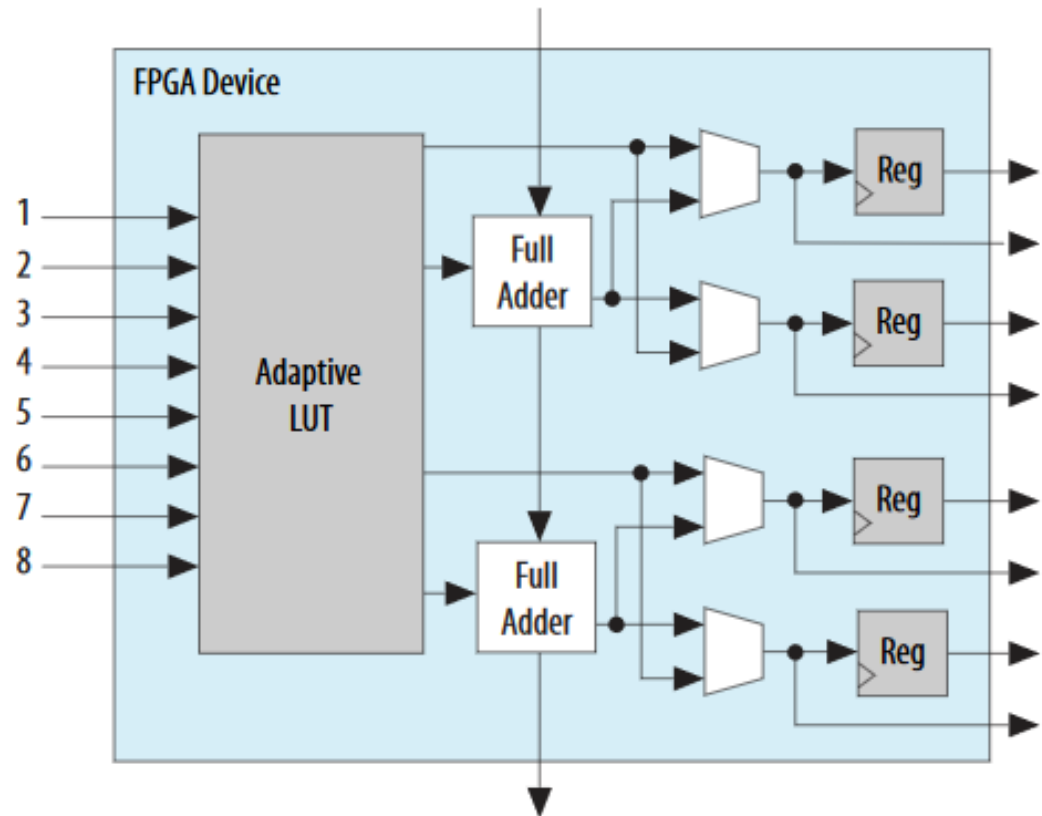 FPGA Device
1
2
3
4
5
6
7
8
Adaptive
LUT
Full
Adder
Full
Adder
Reg
Reg
Reg
Reg